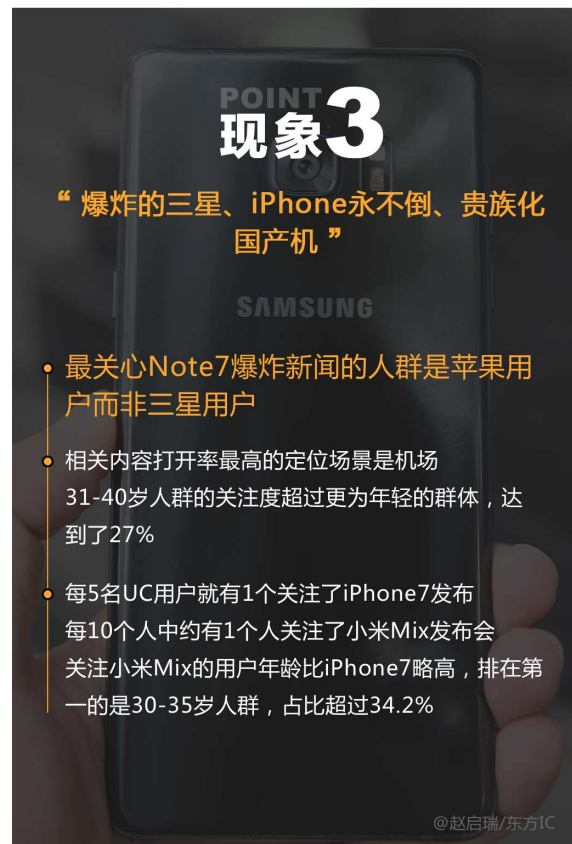 POINT
现象3
“ 爆炸的三星、iPhone永不倒、贵族化
国产机 ”
SAMSUNG
最关心Note7爆炸新闻的人群是苹果用
户而非三星用户
相关内容打开率最高的定位场景是机场
31-40岁人群的关注度超过更为年轻的群体，达
到了27%
每5名UC用户就有1个关注了iPhone7发布
每10个人中约有1个人关注了小米Mix发布会
关注小米Mix的用户年龄比iPhone7略高，排在第
一的是30-35岁人群，占比超过34.2%
@赵启瑞/东方IC